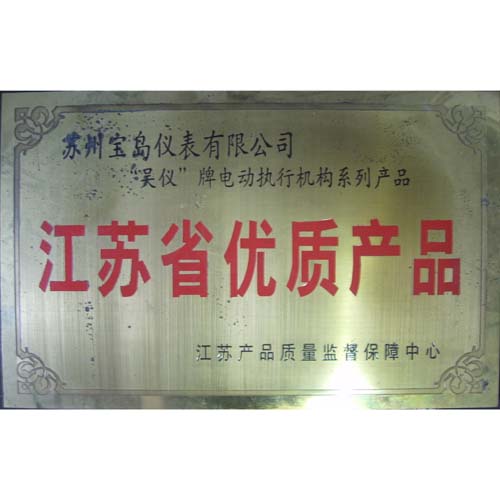 苏州宝岛仪表有限公司
“吴仪”牌电动执行机构系列产品
江苏省优质产品
江苏产品质量监督保障中心